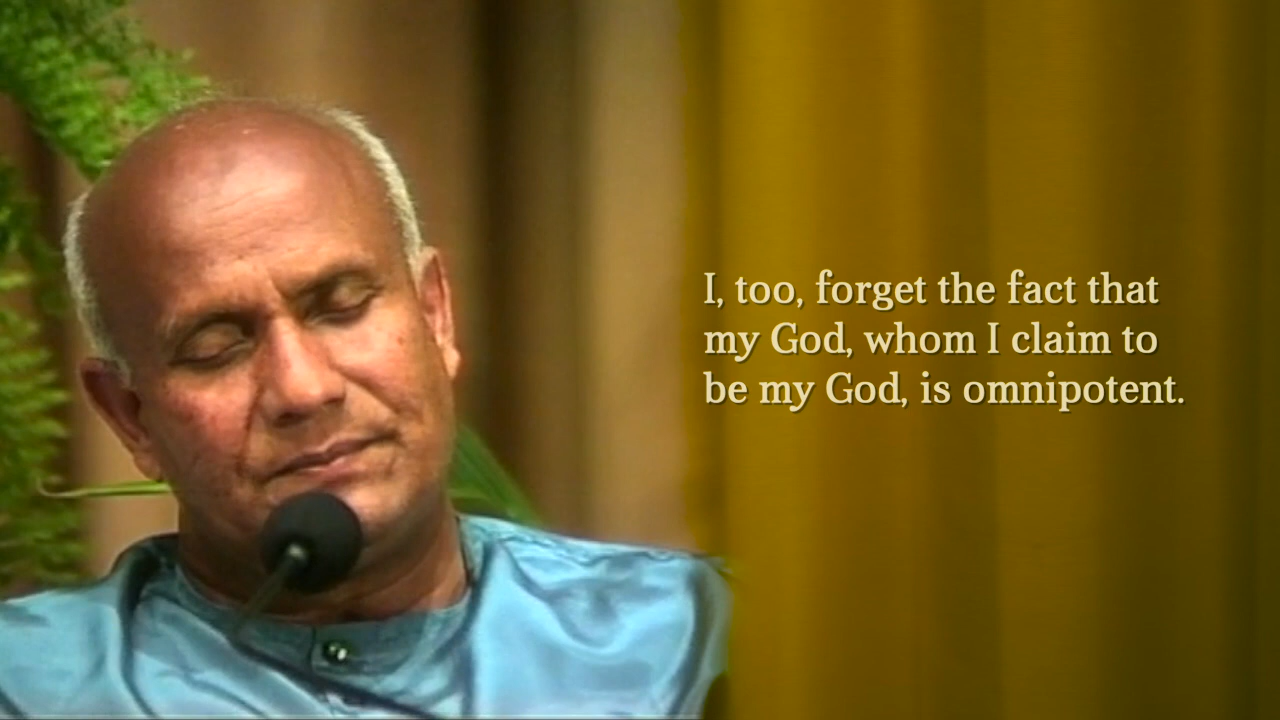 I, too, forget the fact that
my God, whom I claim to
be my God, is omnipotent.